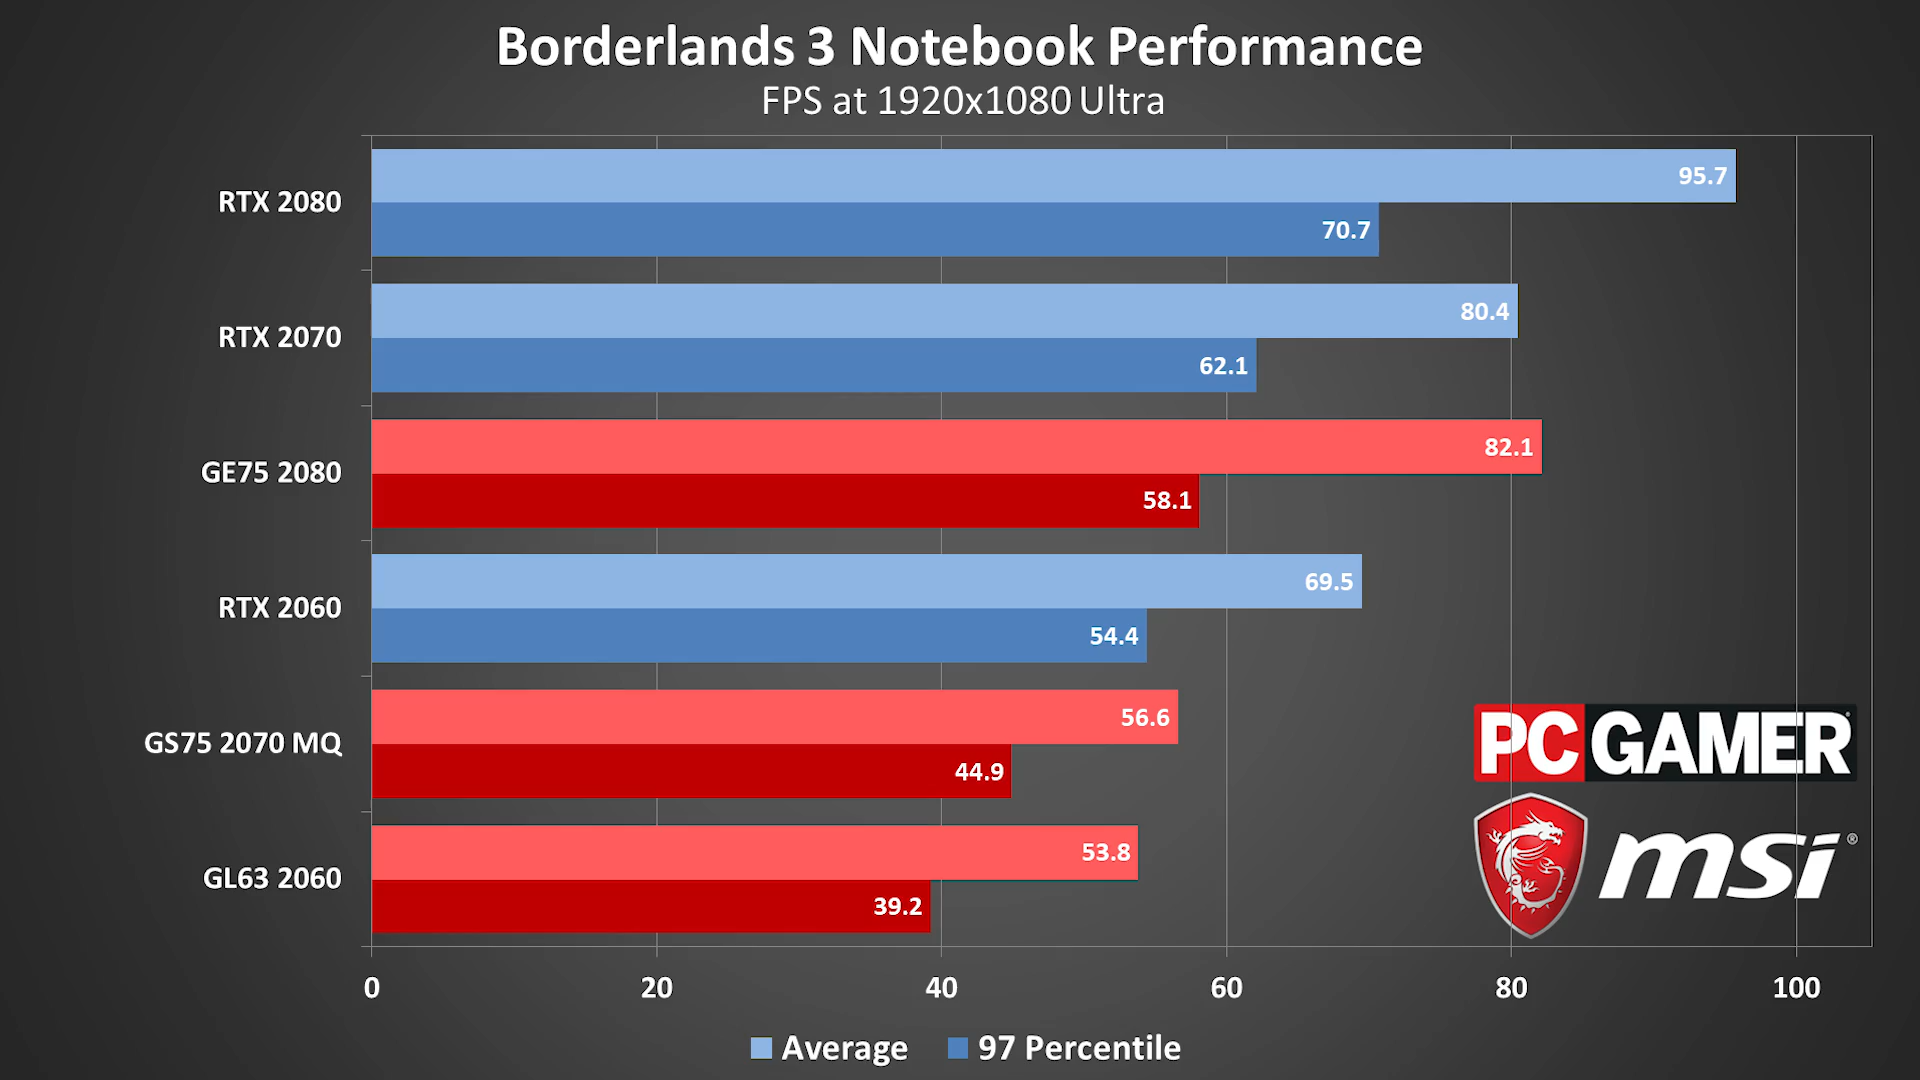 Borderlands 3 Notebook Performance
FPS at 1920x1080 Ultra
RTX 2080
95.7
70.7
RTX 2070
80.4
62.1
GE75 2080
82.1
58.1
RTX 2060
69.5
54.4
GS75 2070 MQ
56.6
44.9
GL63 2060
53.8
39.2
PC GAMER
msi®
0 20 40 60 80 100
Average 97 Percentile